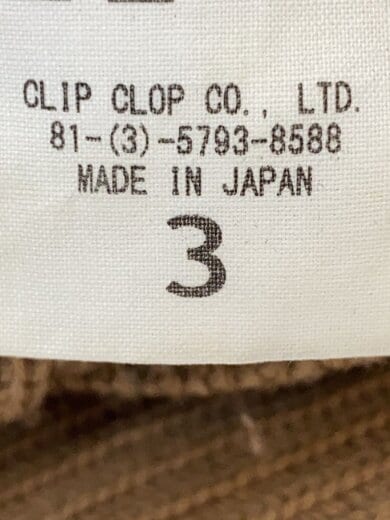 CLIP CLOP CO., LTD.
81-(3)-5793-8588
MADE IN JAPAN
3